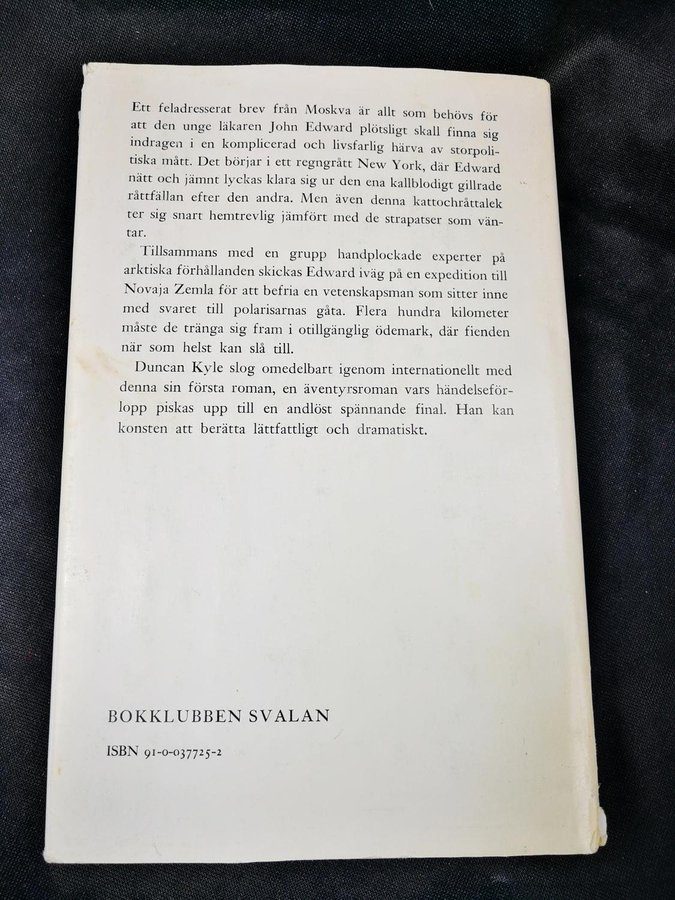 Ett feladresserat brev från Moskva är allt som behövs för
att den unge läkaren John Edward plötsligt skall finna sig
indragen i en komplicerad och livsfarlig härva av storpoli-
tiska mått. Det börjar i ett regngrått New York, där Edward
nätt och jämnt lyckas klara sig ur den ena kallblodigt gillrade
råttfällan efter den andra. Men även denna kattochråttalek
ter sig snart hemtrevlig jämfört med de strapatser som vän-
tar.
Tillsammans med en grupp handplockade experter på
arktiska förhållanden skickas Edward iväg på en expedition till
Novaja Zemla för att befria en vetenskapsman som sitter inne
med svaret till polarisarnas gåta. Flera hundra kilometer
måste de tränga sig fram i otillgänglig ödemark, där fienden
när som helst kan slå till.
Duncan Kyle slog omedelbart igenom internationellt med
denna sin första roman, en äventyrsroman vars händelseför-
lopp piskas upp till en andlöst spännande final. Han kan
konsten att berätta lättfattligt och dramatiskt.
BOKKLUBBEN SVALAN
ISBN 91-0-037725-2